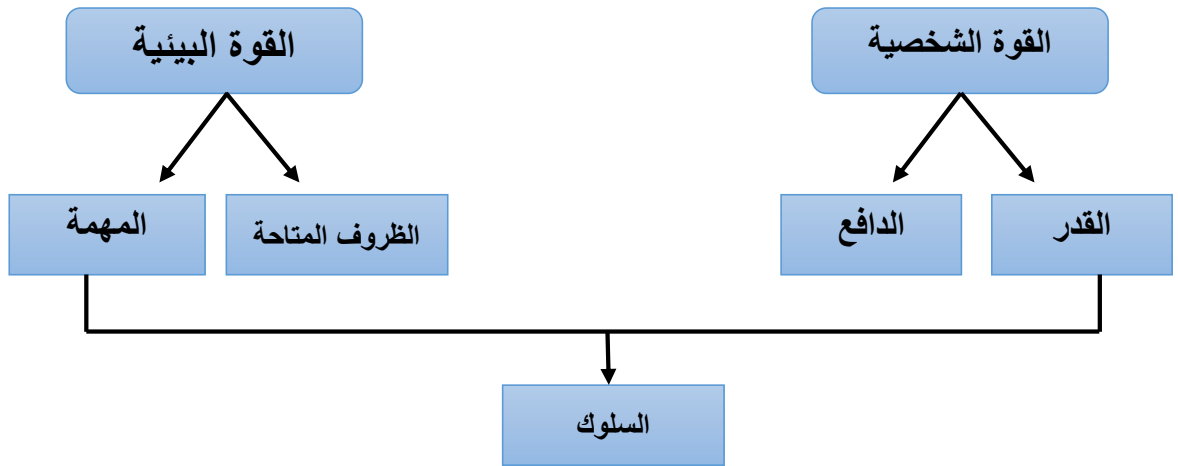 القوة الشخصية
القوة البيئية
القدر
الدافع
الظروف المتاحة
المهمة
السلوك